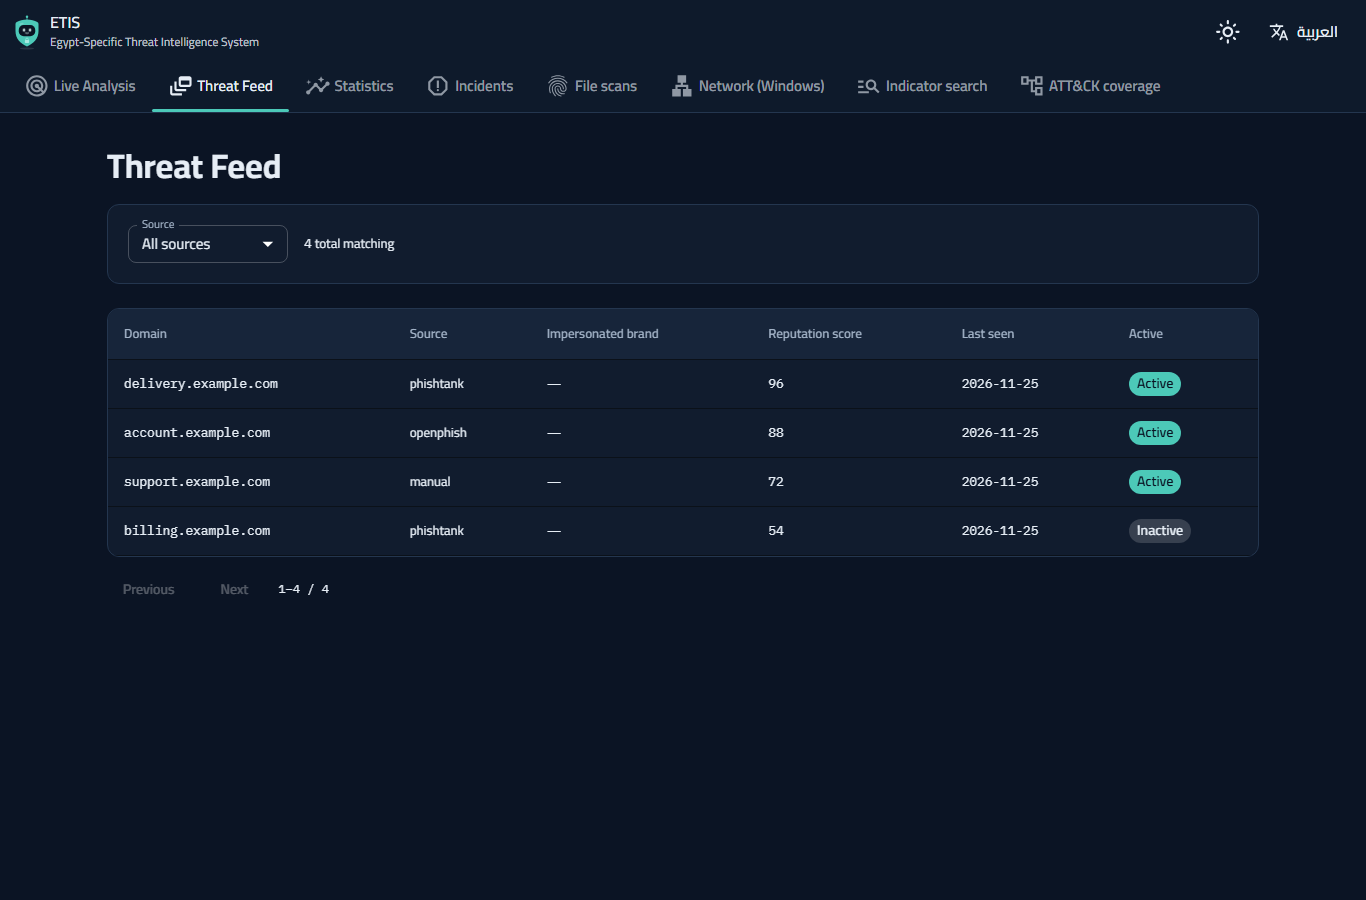 ETIS
Egypt-Specific Threat Intelligence System
العربية
Live Analysis
Threat Feed
Statistics
Incidents
File scans
Network (Windows)
Indicator search
ATT&CK coverage
Threat Feed
Source
All sources
4 total matching
Domain Source Impersonated brand Reputation score Last seen Active
delivery.example.com phishtank — 96 2026-11-25 Active
account.example.com openphish — 88 2026-11-25 Active
support.example.com manual — 72 2026-11-25 Active
billing.example.com phishtank — 54 2026-11-25 Inactive
Previous Next 1–4 / 4